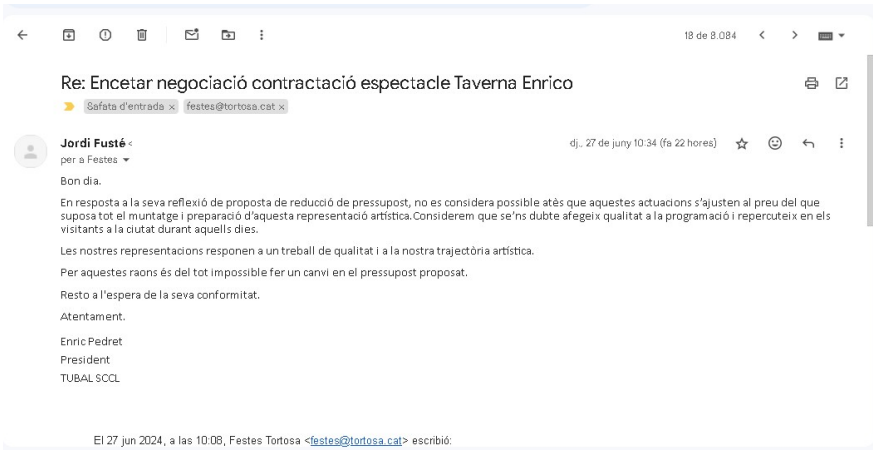 18 de 8.084
Re: Encetar negociació contractació espectacle Taverna Enrico
Safata d'entrada × festes@tortosa.cat ×
Jordi Fusté <
dj., 27 de juny 10:34 (fa 22 hores)
per a Festes
Bon dia.
En resposta a la seva reflexió de proposta de reducció de pressupost, no es considera possible atès que aquestes actuacions s'ajusten al preu del que
suposa tot el muntatge i preparació d'aquesta representació artística.Considerem que se'ns dubte afegeix qualitat a la programació i repercuteix en els
visitants a la ciutat durant aquells dies.
Les nostres representacions responen a un treball de qualitat i a la nostra trajectòria artística.
Per aquestes raons és del tot impossible fer un canvi en el pressupost proposat.
Resto a l'espera de la seva conformitat.
Atentament.
Enric Pedret
President
TUBAL SCCL
El 27 jun 2024, a las 10:08, Festes Tortosa <festes@tortosa.cat> escribió: